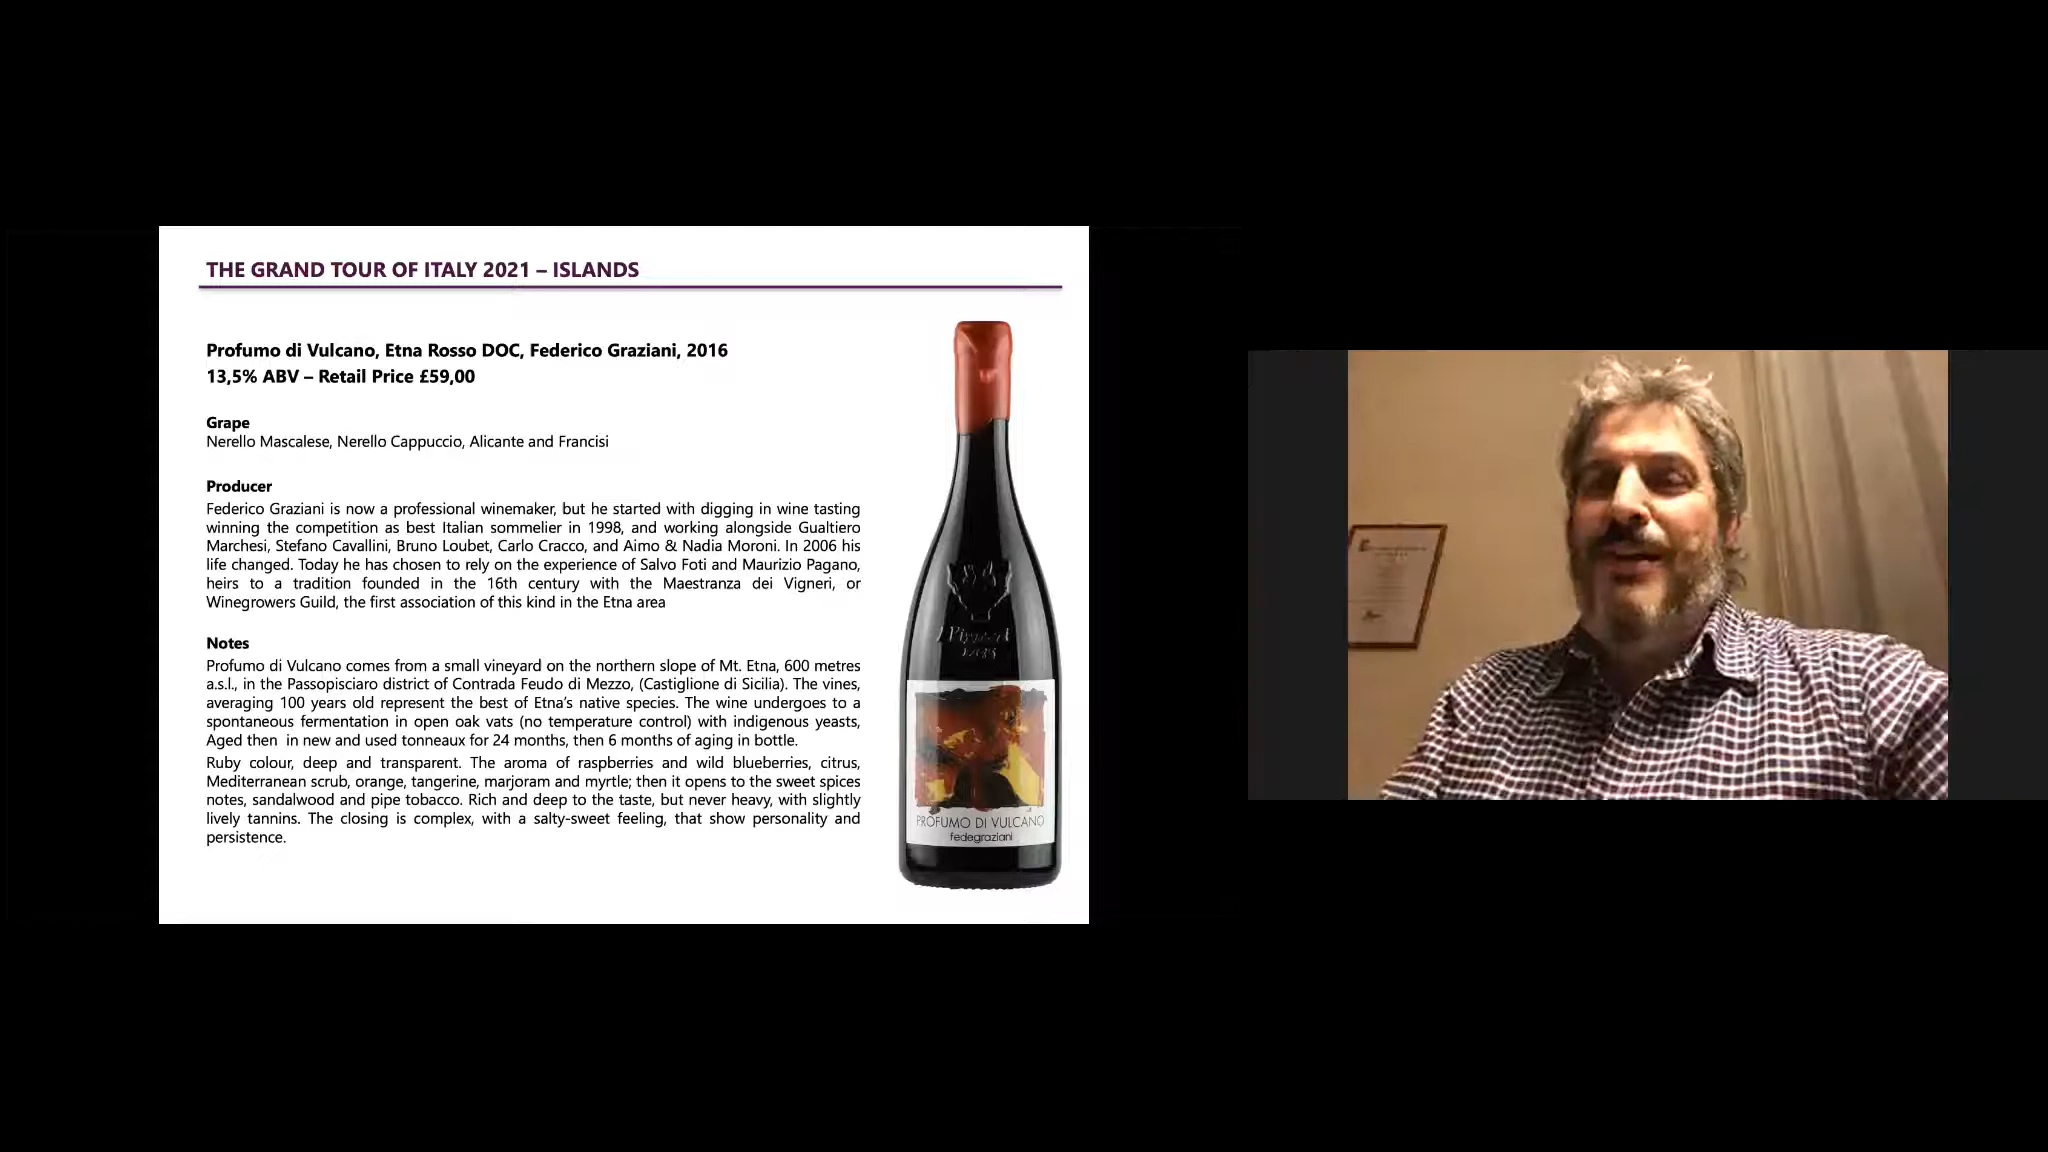 THE GRAND TOUR OF ITALY 2021 – ISLANDS
Profumo di Vulcano, Etna Rosso DOC, Federico Graziani, 2016
13,5% ABV – Retail Price £59,00
Grape
Nerello Mascalese, Nerello Cappuccio, Alicante and Francisi
Producer
Federico Graziani is now a professional winemaker, but he started with digging in wine tasting
winning the competition as best Italian sommelier in 1998, and working alongside Gualtiero
Marchesi, Stefano Cavallini, Bruno Loubet, Carlo Cracco, and Aimo & Nadia Moroni. In 2006 his
life changed. Today he has chosen to rely on the experience of Salvo Foti and Maurizio Pagano,
heirs to a tradition founded in the 16th century with the Maestranza dei Vigneri, or
Winegrowers Guild, the first association of this kind in the Etna area
Notes
Profumo di Vulcano comes from a small vineyard on the northern slope of Mt. Etna, 600 metres
a.s.l., in the Passopisciaro district of Contrada Feudo di Mezzo, (Castiglione di Sicilia). The vines,
averaging 100 years old represent the best of Etna's native species. The wine undergoes to a
spontaneous fermentation in open oak vats (no temperature control) with indigenous yeasts,
Aged then  in new and used tonneaux for 24 months, then 6 months of aging in bottle.
Ruby colour, deep and transparent. The aroma of raspberries and wild blueberries, citrus,
Mediterranean scrub, orange, tangerine, marjoram and myrtle; then it opens to the sweet spices
notes, sandalwood and pipe tobacco. Rich and deep to the taste, but never heavy, with slightly
lively tannins. The closing is complex, with a salty-sweet feeling, that show personality and
persistence.
PROFUMO DI VULCANO
fedegraziani